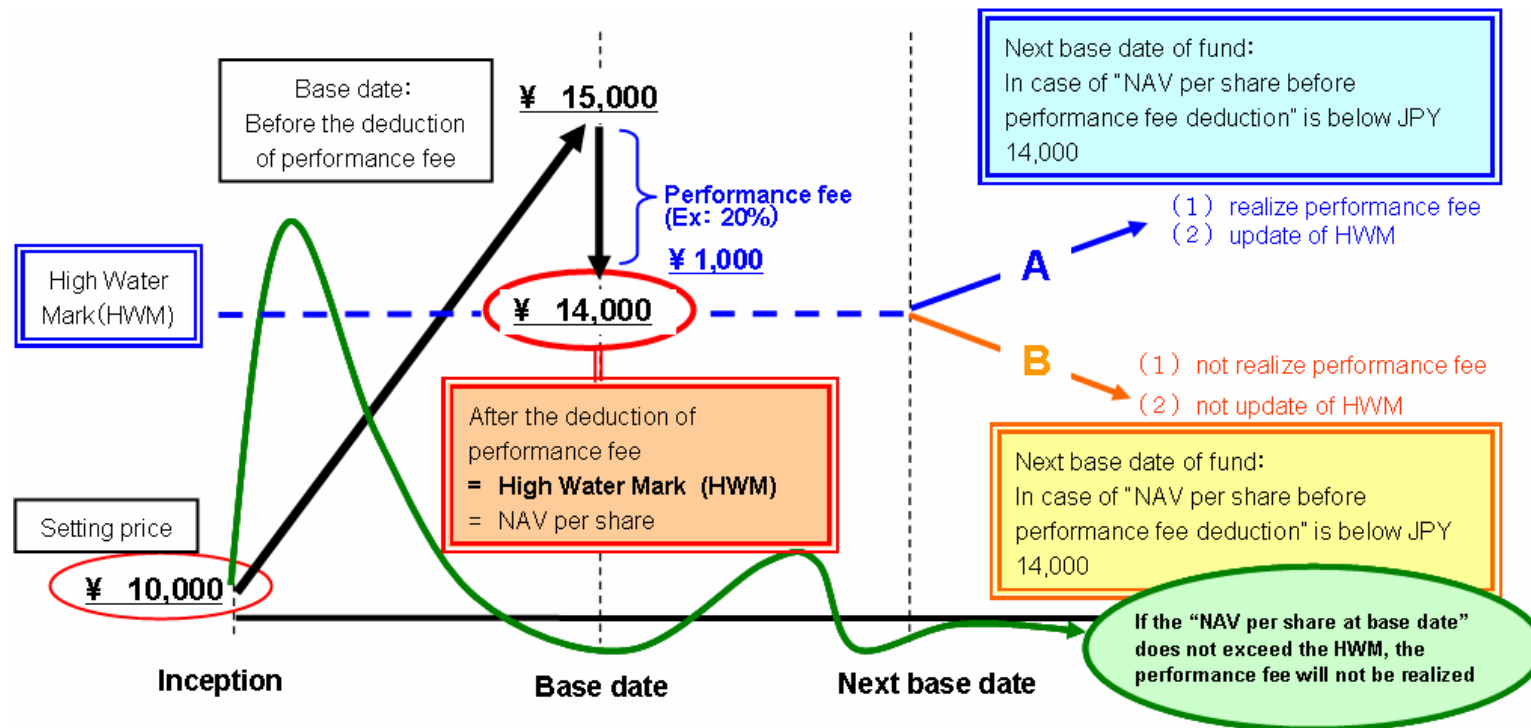 Base date:
Before the deduction
of performance fee
¥ 15,000
Performance fee
(Ex: 20%)
¥ 1,000
Next base date of fund:
In case of "NAV per share before
performance fee deduction" is below JPY
14,000
(1) realize performance fee
(2) update of HWM
A
High Water
Mark(HWM)
¥ 14,000
B
(1) not realize performance fee
(2) not update of HWM
After the deduction of
performance fee
= High Water Mark (HWM)
= NAV per share
Next base date of fund:
In case of "NAV per share before
performance fee deduction" is below JPY
14,000
Setting price
¥ 10,000
If the “NAV per share at base date”
does not exceed the HWM, the
performance fee will not be realized
Inception
Base date
Next base date